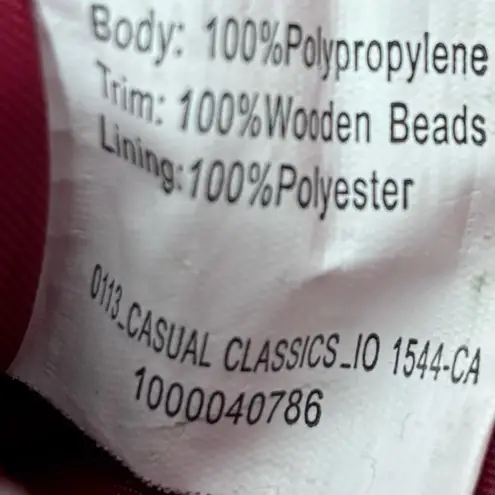 Body: 100%Polypropylene
Trim: 100%Wooden Beads
Lining:100%Polyester
0113_CASUAL CLASSICS_IO 1544-CA
1000040786